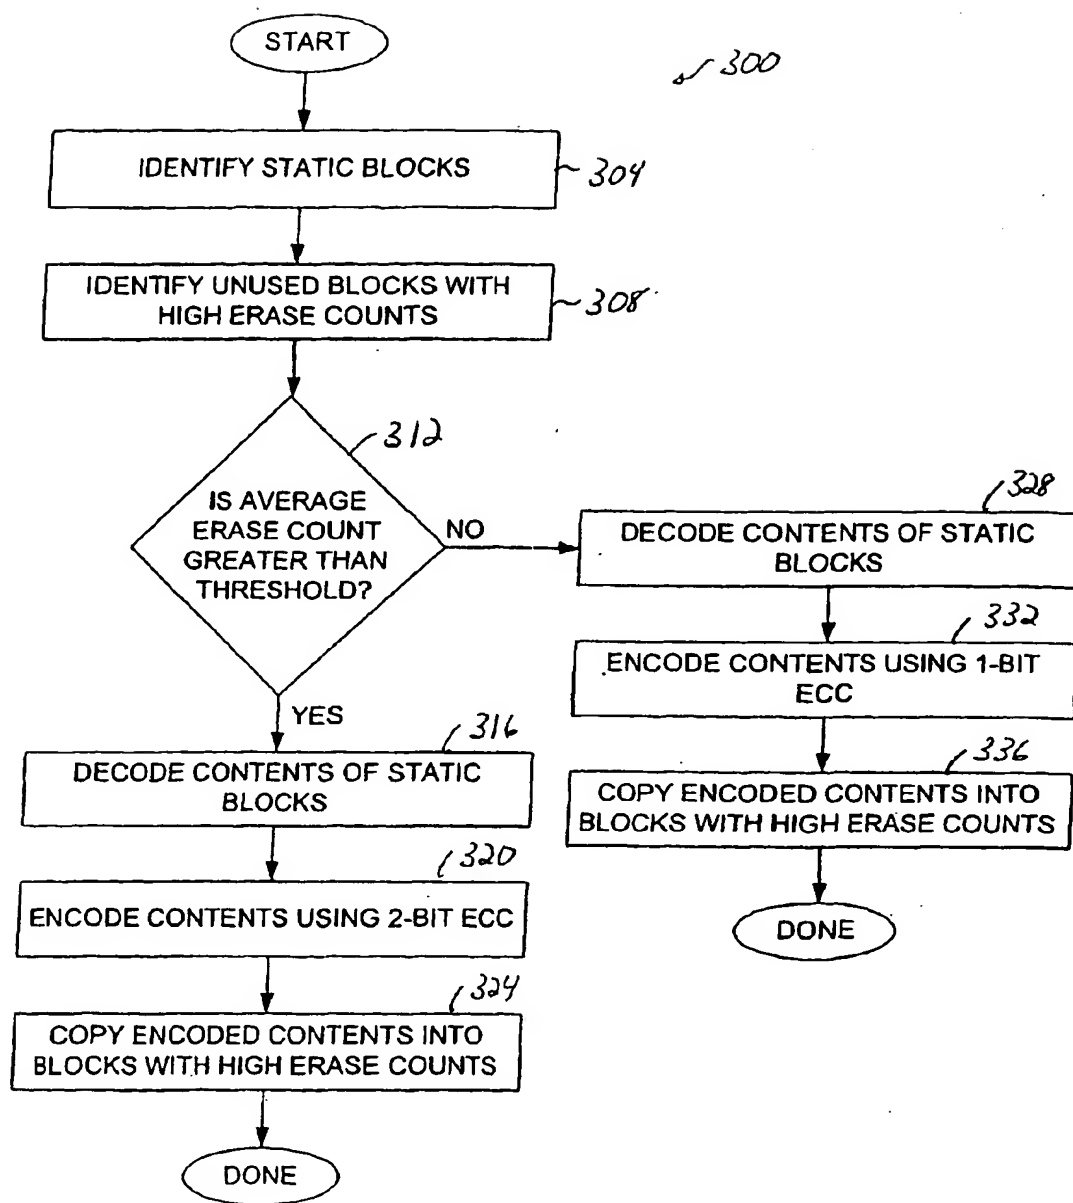 START
300
IDENTIFY STATIC BLOCKS
304
IDENTIFY UNUSED BLOCKS WITH
HIGH ERASE COUNTS
308
312
IS AVERAGE
ERASE COUNT
GREATER THAN
THRESHOLD?
NO
YES
328
DECODE CONTENTS OF STATIC
BLOCKS
332
ENCODE CONTENTS USING 1-BIT
ECC
336
COPY ENCODED CONTENTS INTO
BLOCKS WITH HIGH ERASE COUNTS
DONE
316
DECODE CONTENTS OF STATIC
BLOCKS
320
ENCODE CONTENTS USING 2-BIT ECC
324
COPY ENCODED CONTENTS INTO
BLOCKS WITH HIGH ERASE COUNTS
DONE